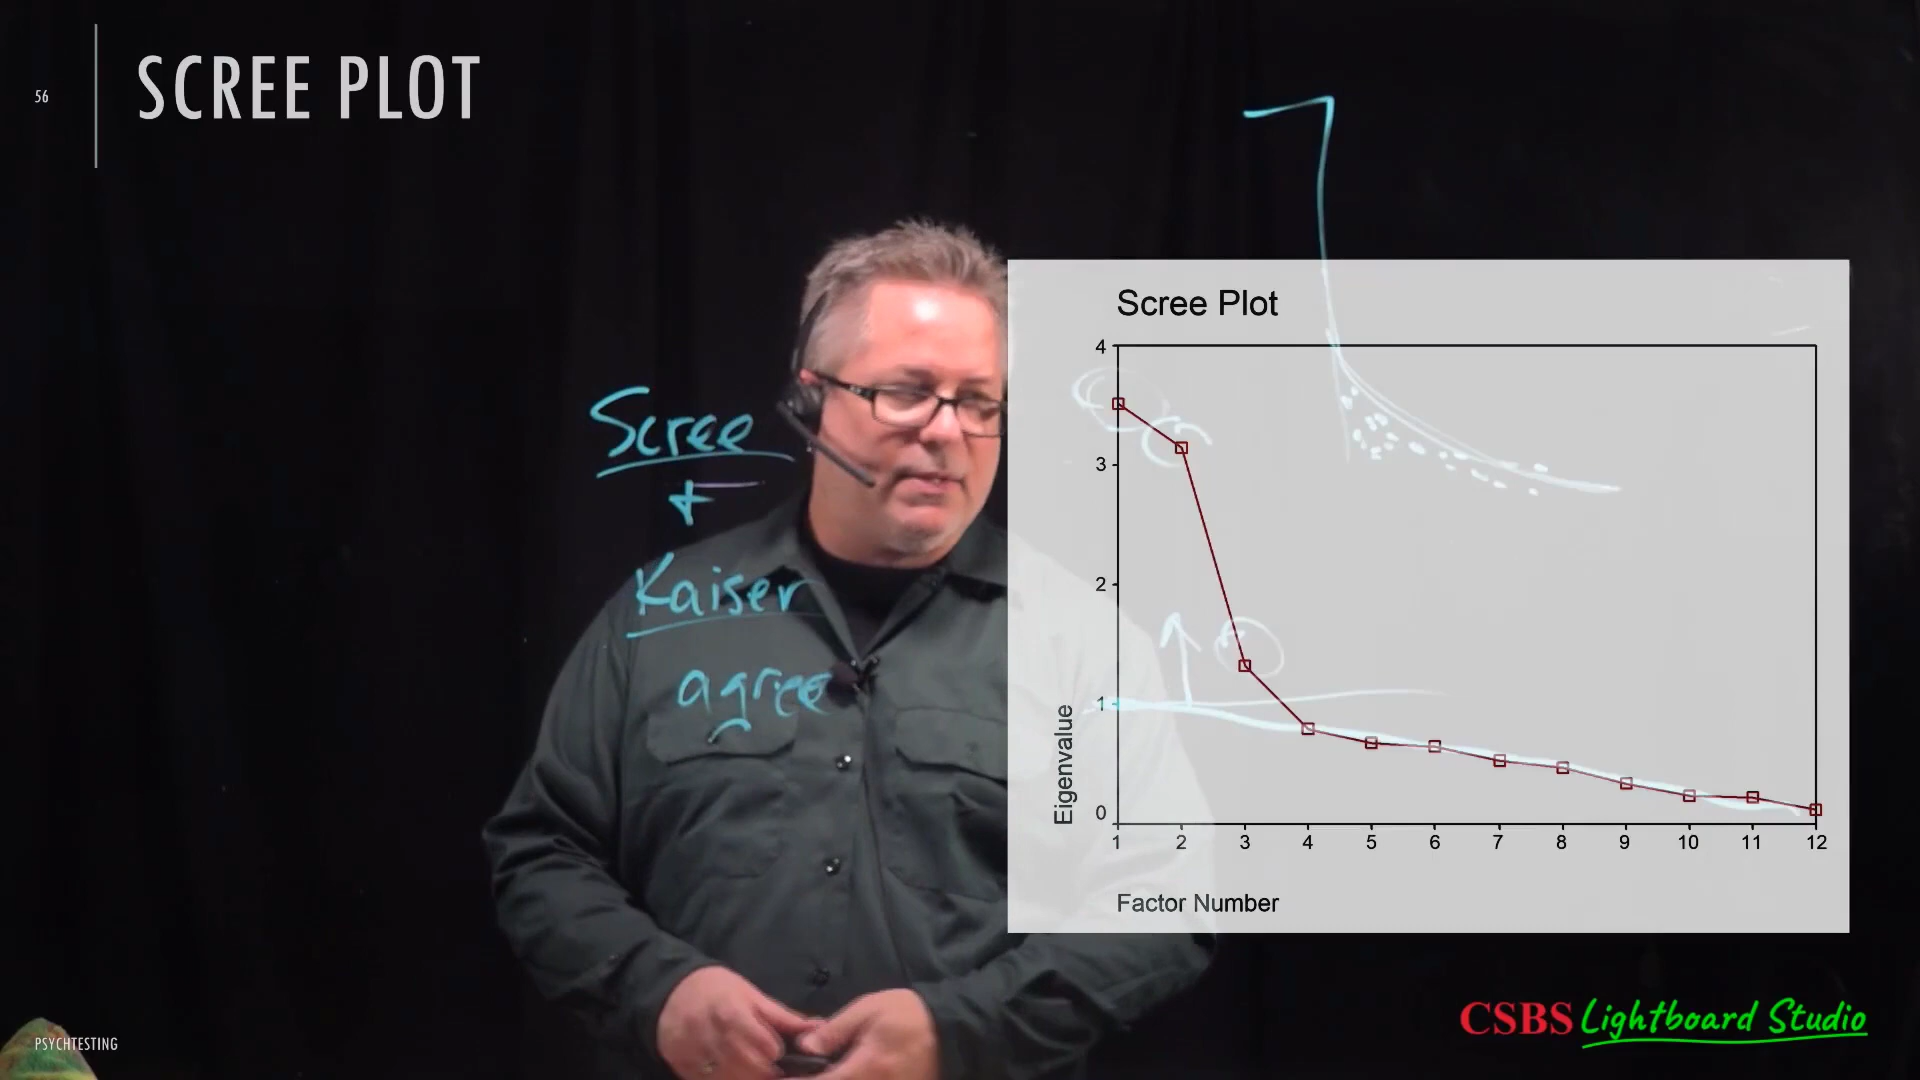 56
SCREE PLOT
Scree
+
Kaiser
agree
Scree Plot
4
3
2
1
0
Eigenvalue
1 2 3 4 5 6 7 8 9 10 11 12
Factor Number
PSYCHTESTING
CSBS Lightboard Studio